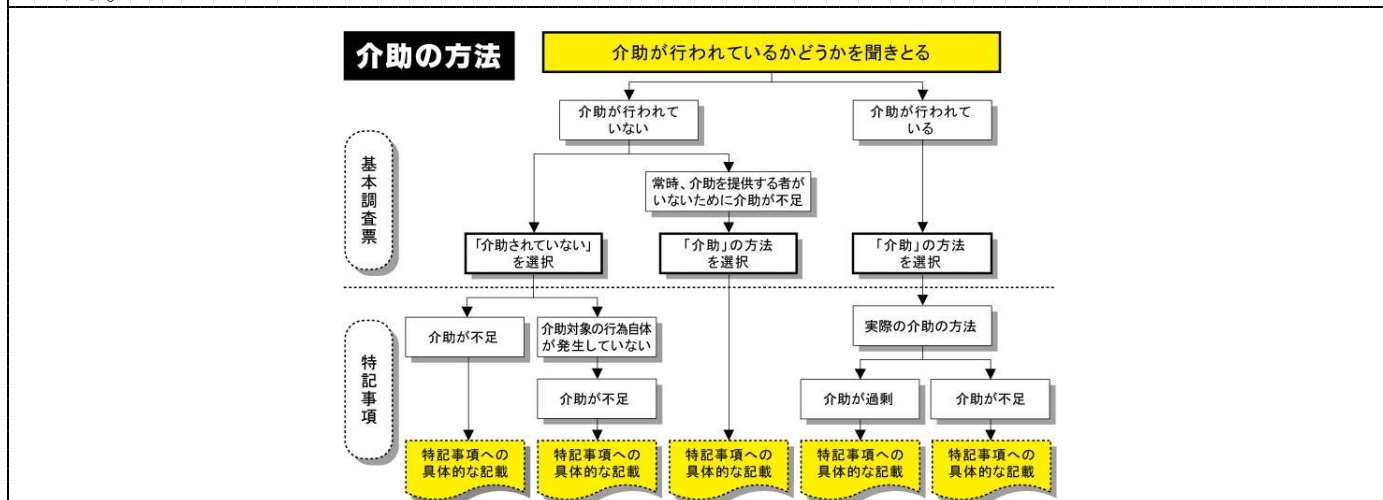 介助の方法
介助が行われているかどうかを聞きとる
介助が行われて
いない
介助が行われて
いる
基本調査票
常時、介助を提供する者が
いないために介助が不足
「介助されていない」
を選択
「介助」の方法
を選択
「介助」の方法
を選択
特記事項
介助が不足
介助対象の行為自体
が発生していない
実際の介助の方法
介助が不足
介助が過剰
介助が不足
特記事項への
具体的な記載
特記事項への
具体的な記載
特記事項への
具体的な記載
特記事項への
具体的な記載
特記事項への
具体的な記載